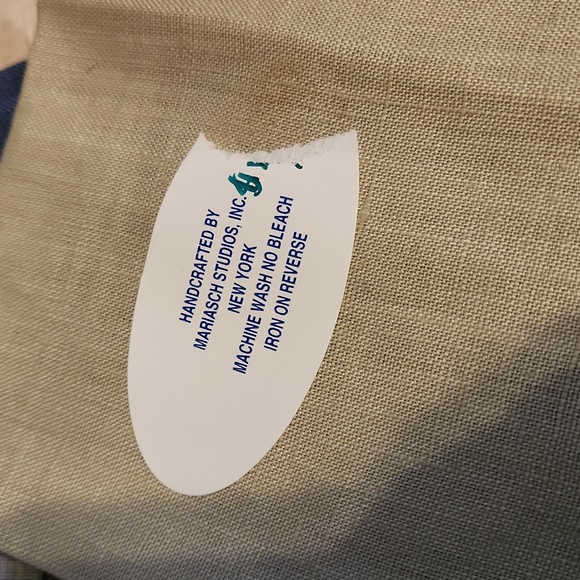 HANDCRAFTED BY
MARIASCH STUDIOS, INC.
NEW YORK
MACHINE WASH NO BLEACH
IRON ON REVERSE